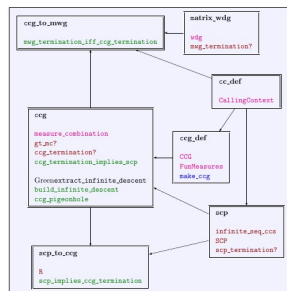 ccg_to_mwg
mwg_termination_iff_ccg_termination
natrix_wdg
wdg
mwg_termination?
cc_def
CallingContext
ccg
measure_combination
gt_mc?
ccg_termination?
ccg_termination_implies_scp
Greenextract_infinite_descent
build_infinite_descent
ccg_pigeonhole
ccg_def
CCG
FunMeasures
make_ccg
scp
infinite_seq_ccs
SCP
scp_termination?
scp_to_ccg
R
scp_implies_ccg_termination